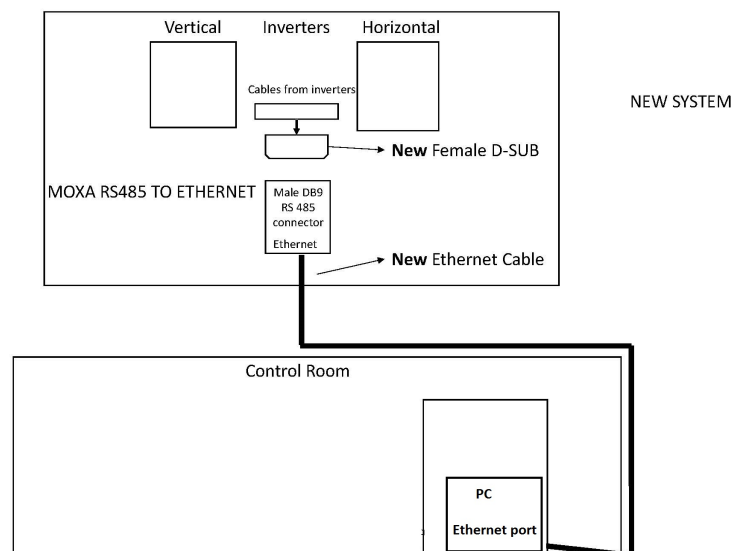 Vertical Inverters Horizontal
Cables from inverters
NEW SYSTEM
New Female D-SUB
MOXA RS485 TO ETHERNET
Male DB9
RS 485
connector
Ethernet
New Ethernet Cable
Control Room
PC
Ethernet port